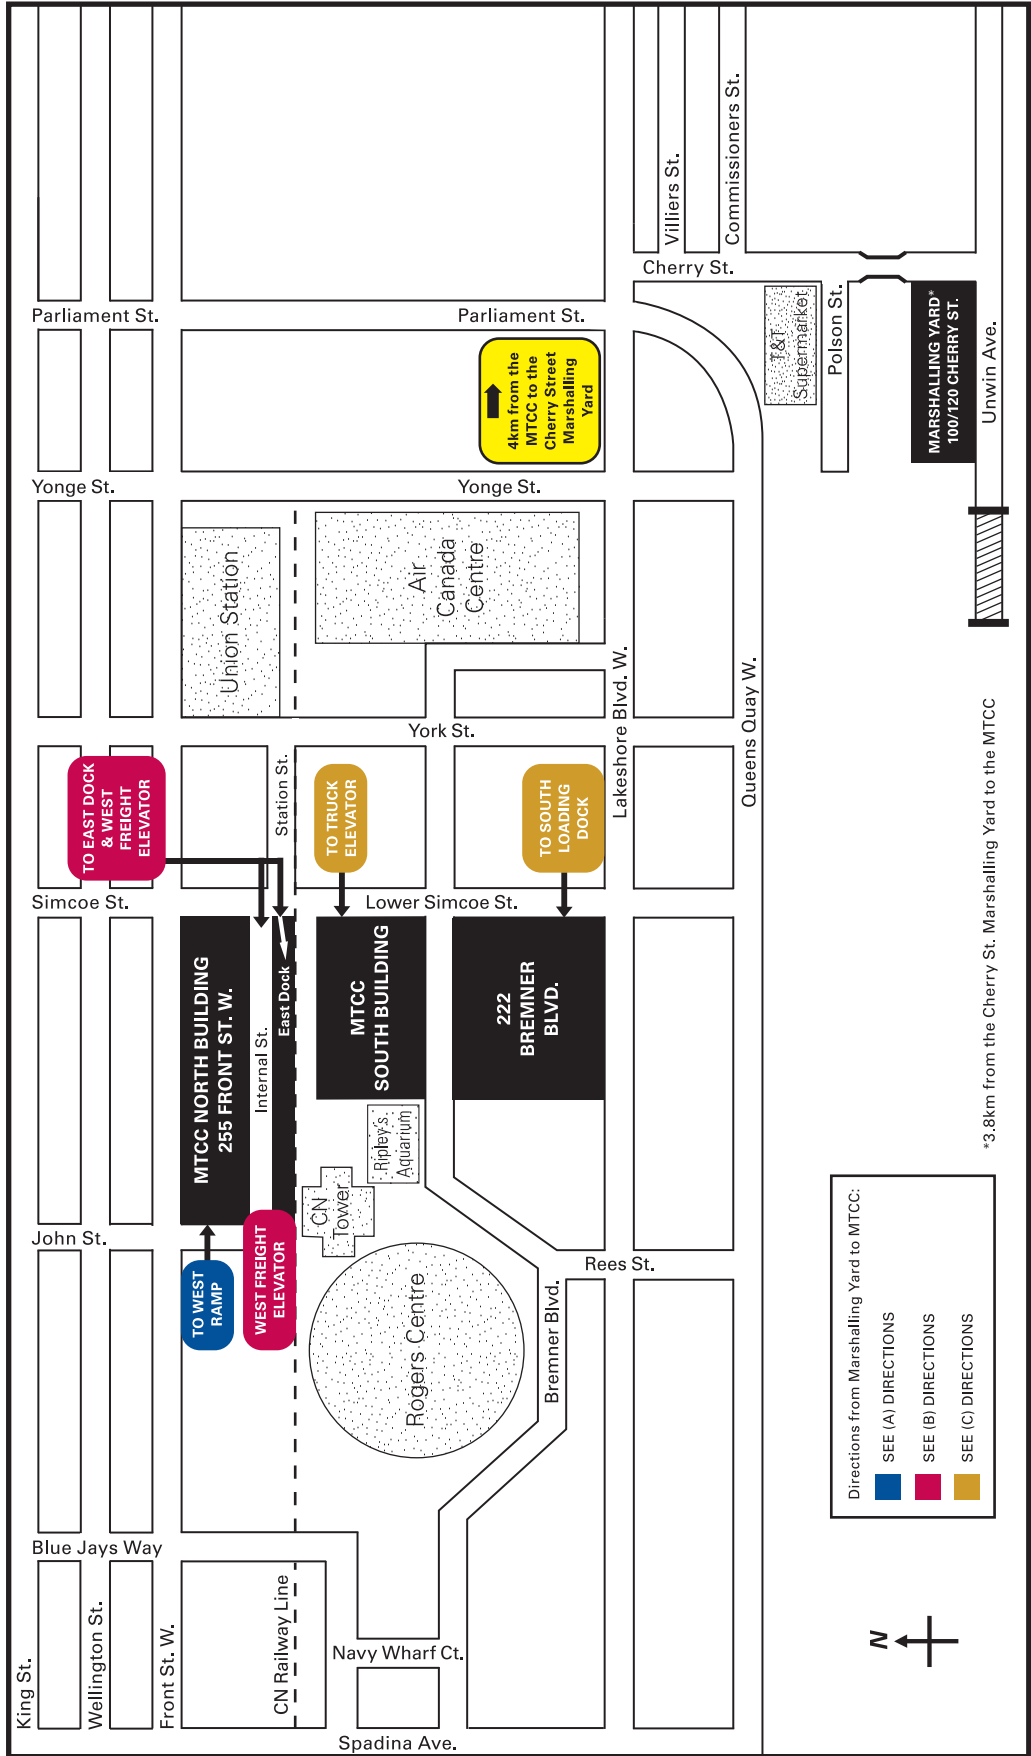 Parliament St.
Parliament St.
Cherry St.
Villiers St.
Commissioners St.
4km from the
MTCC to the
Cherry Street
Marshalling
Yard
T&T
Supermarket
Polson St.
MARSHALLING YARD*
100/120 CHERRY ST.
Unwin Ave.
Yonge St.
Yonge St.
Union Station
Air
Canada
Centre
York St.
Lakeshore Blvd. W.
Queens Quay W.
TO EAST DOCK
& WEST
FREIGHT
ELEVATOR
Station St.
TO TRUCK
ELEVATOR
TO SOUTH
LOADING
DOCK
Simcoe St.
Lower Simcoe St.
MTCC NORTH BUILDING
255 FRONT ST. W.
Internal St.
East Dock
MTCC
SOUTH BUILDING
222
BREMNER
BLVD.
Ripley's
Aquarium
CN
Tower
John St.
TO WEST
RAMP
WEST FREIGHT
ELEVATOR
Rogers Centre
Rees St.
Bremner Blvd.
Blue Jays Way
King St.
Wellington St.
Front St. W.
CN Railway Line
Navy Wharf Ct.
Spadina Ave.
*3.8km from the Cherry St. Marshalling Yard to the MTCC
Directions from Marshalling Yard to MTCC:
SEE (A) DIRECTIONS
SEE (B) DIRECTIONS
SEE (C) DIRECTIONS
N